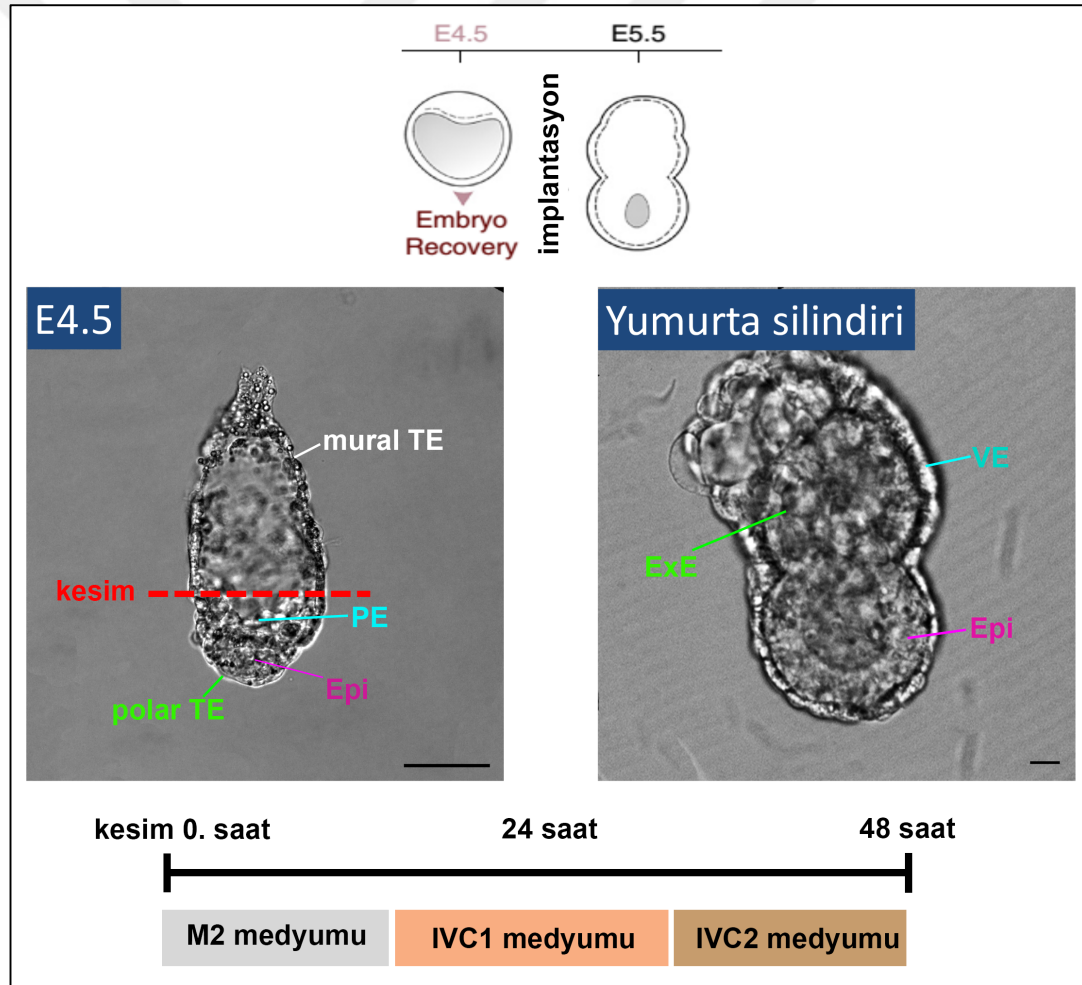 E4.5
E5.5
implantasyon
Embryo
Recovery
E4.5
mural TE
kesim
PE
Epi
polar TE
Yumurta silindiri
VE
ExE
Epi
kesim 0. saat
24 saat
48 saat
M2 medyumu
IVC1 medyumu
IVC2 medyumu